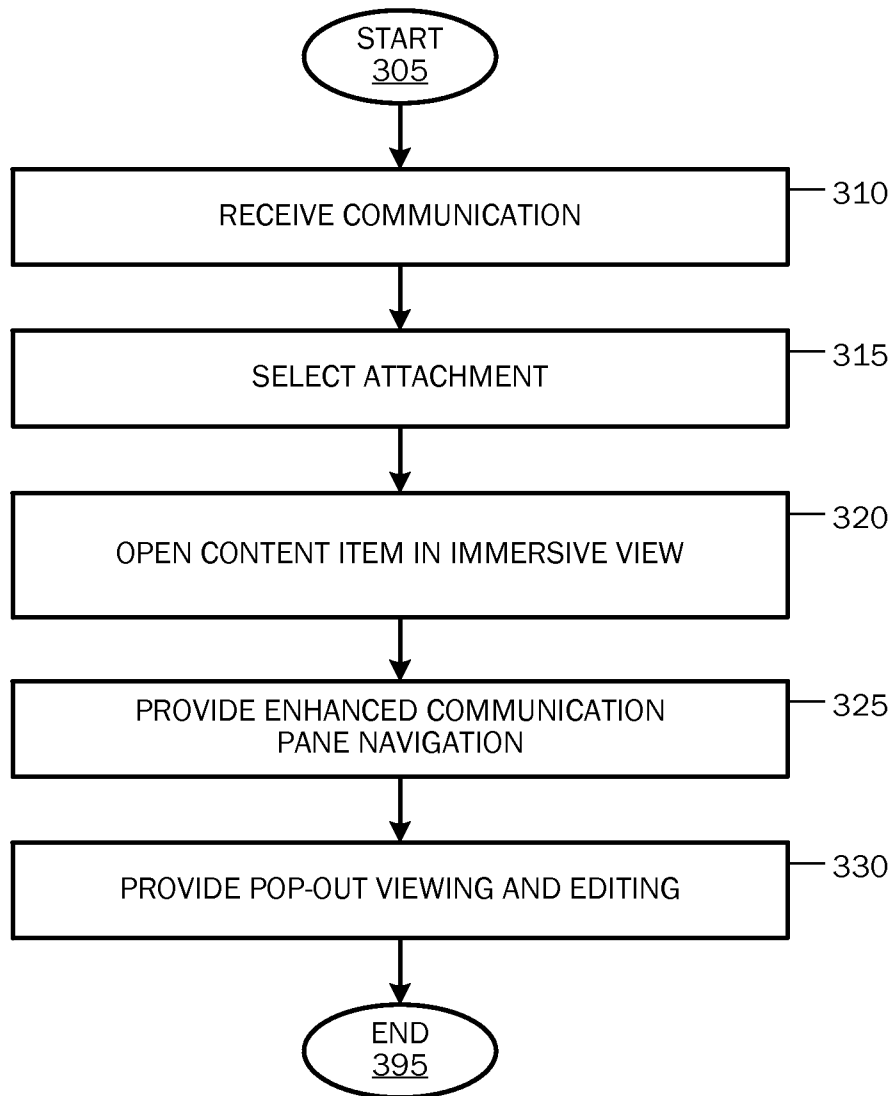 START
305
RECEIVE COMMUNICATION
310
SELECT ATTACHMENT
315
OPEN CONTENT ITEM IN IMMERSIVE VIEW
320
PROVIDE ENHANCED COMMUNICATION
PANE NAVIGATION
325
PROVIDE POP-OUT VIEWING AND EDITING
330
END
395